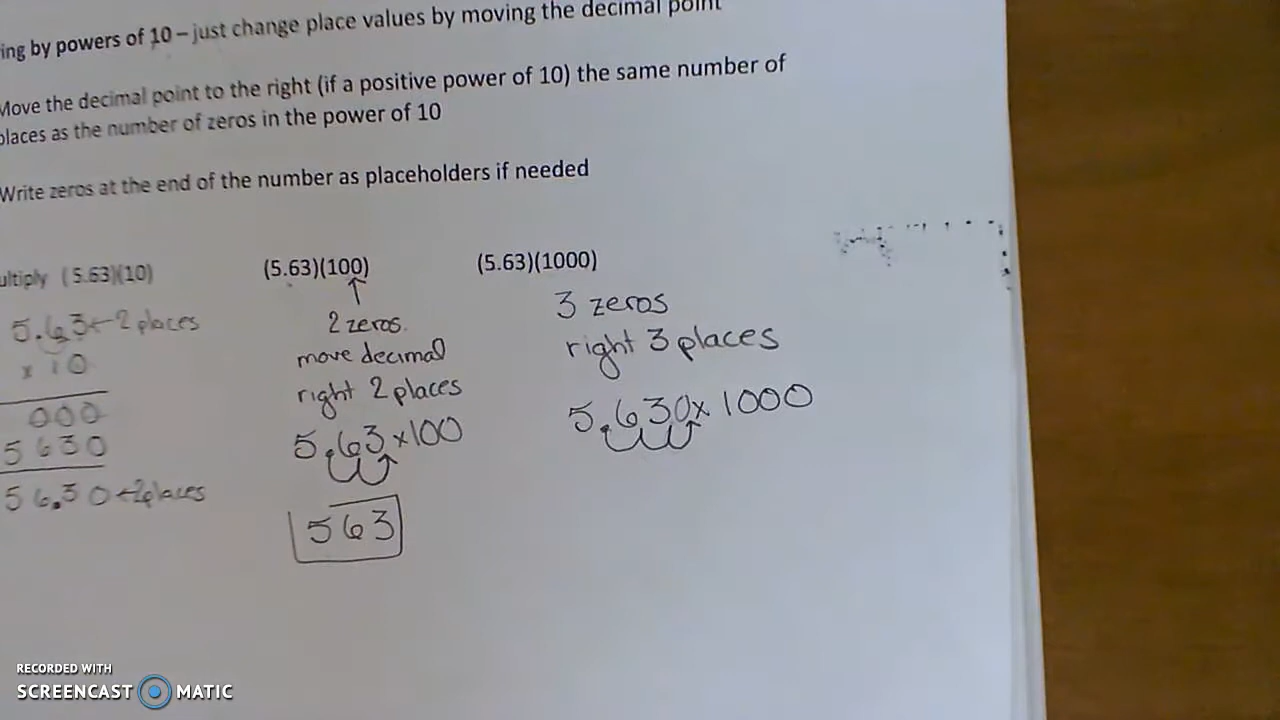 ing by powers of 10 – just change place values by moving the decimal point
Move the decimal point to the right (if a positive power of 10) the same number of
places as the number of zeros in the power of 10
Write zeros at the end of the number as placeholders if needed
ultiply (5.63)(10)
5.63←2 places
x 10
000
5630
56.30←2places
(5.63)(100)
↑
2 zeros.
move decimal
right 2 places
5.63 x100
563
(5.63)(1000)
3 zeros
right 3 places
5.630x 1000
RECORDED WITH
SCREENCAST MATIC